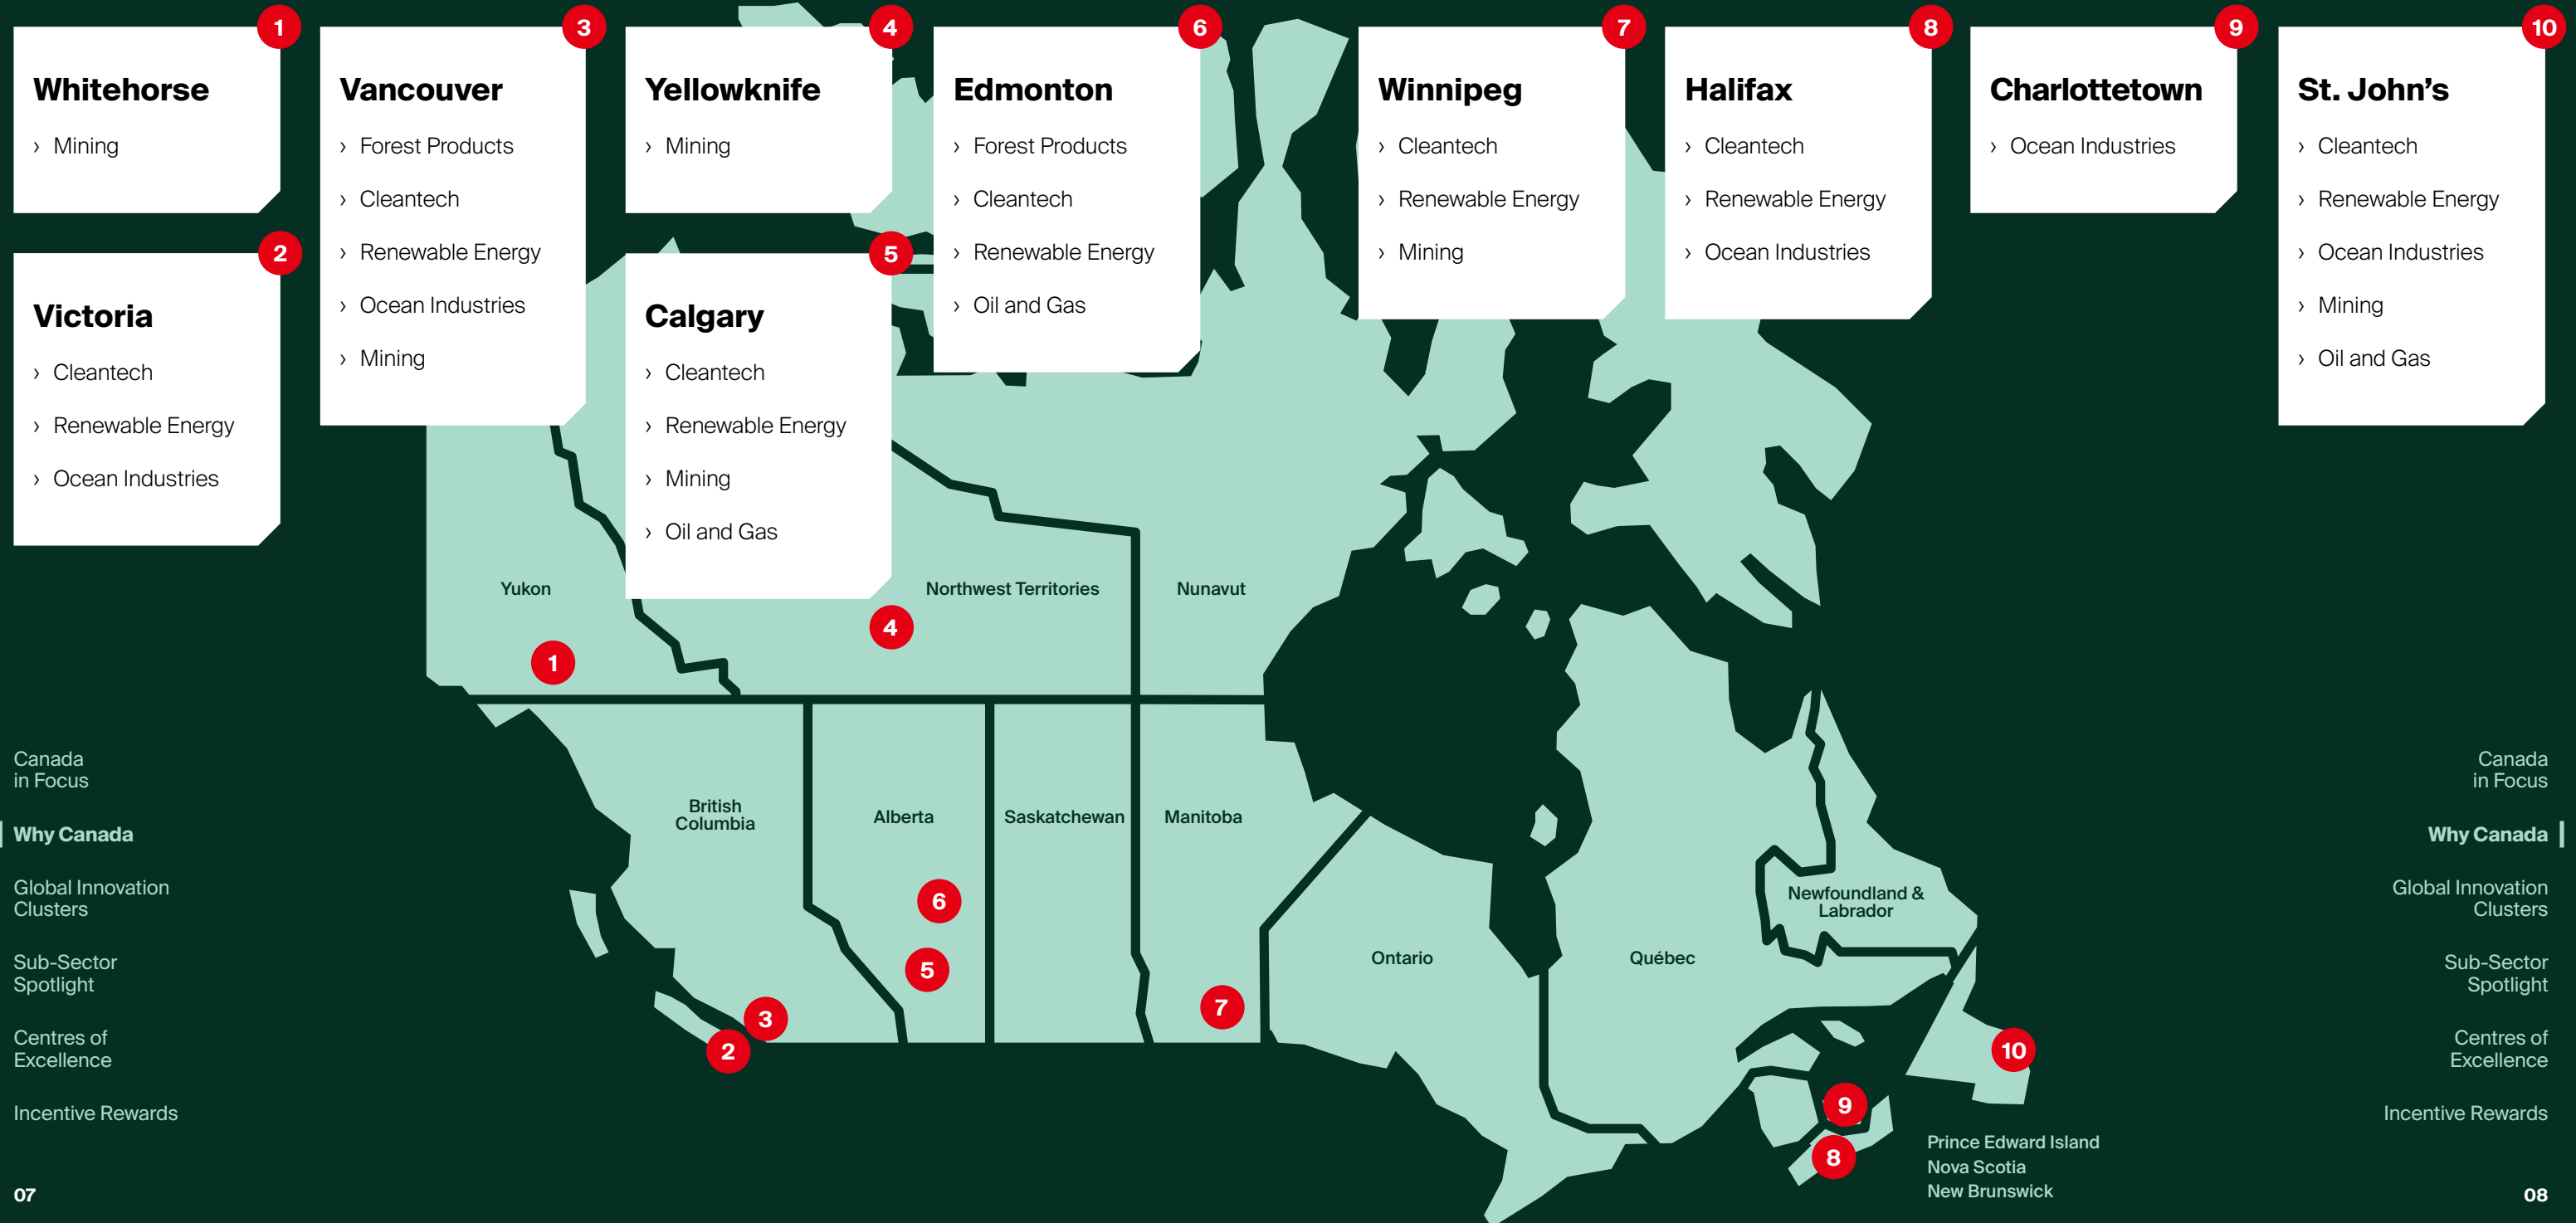 1
Whitehorse
› Mining
2
Victoria
› Cleantech
› Renewable Energy
› Ocean Industries
3
Vancouver
› Forest Products
› Cleantech
› Renewable Energy
› Ocean Industries
› Mining
4
Yellowknife
› Mining
5
Calgary
› Cleantech
› Renewable Energy
› Mining
› Oil and Gas
6
Edmonton
› Forest Products
› Cleantech
› Renewable Energy
› Oil and Gas
7
Winnipeg
› Cleantech
› Renewable Energy
› Mining
8
Halifax
› Cleantech
› Renewable Energy
› Ocean Industries
9
Charlottetown
› Ocean Industries
10
St. John’s
› Cleantech
› Renewable Energy
› Ocean Industries
› Mining
› Oil and Gas
Yukon
Northwest Territories
Nunavut
4
1
British
Columbia
Alberta
Saskatchewan
Manitoba
Newfoundland &
Labrador
6
Ontario
Québec
5
7
3
2
10
9
8
Prince Edward Island
Nova Scotia
New Brunswick
Canada
in Focus
Why Canada
Global Innovation
Clusters
Sub-Sector
Spotlight
Centres of
Excellence
Incentive Rewards
07
Canada
in Focus
Why Canada
Global Innovation
Clusters
Sub-Sector
Spotlight
Centres of
Excellence
Incentive Rewards
08